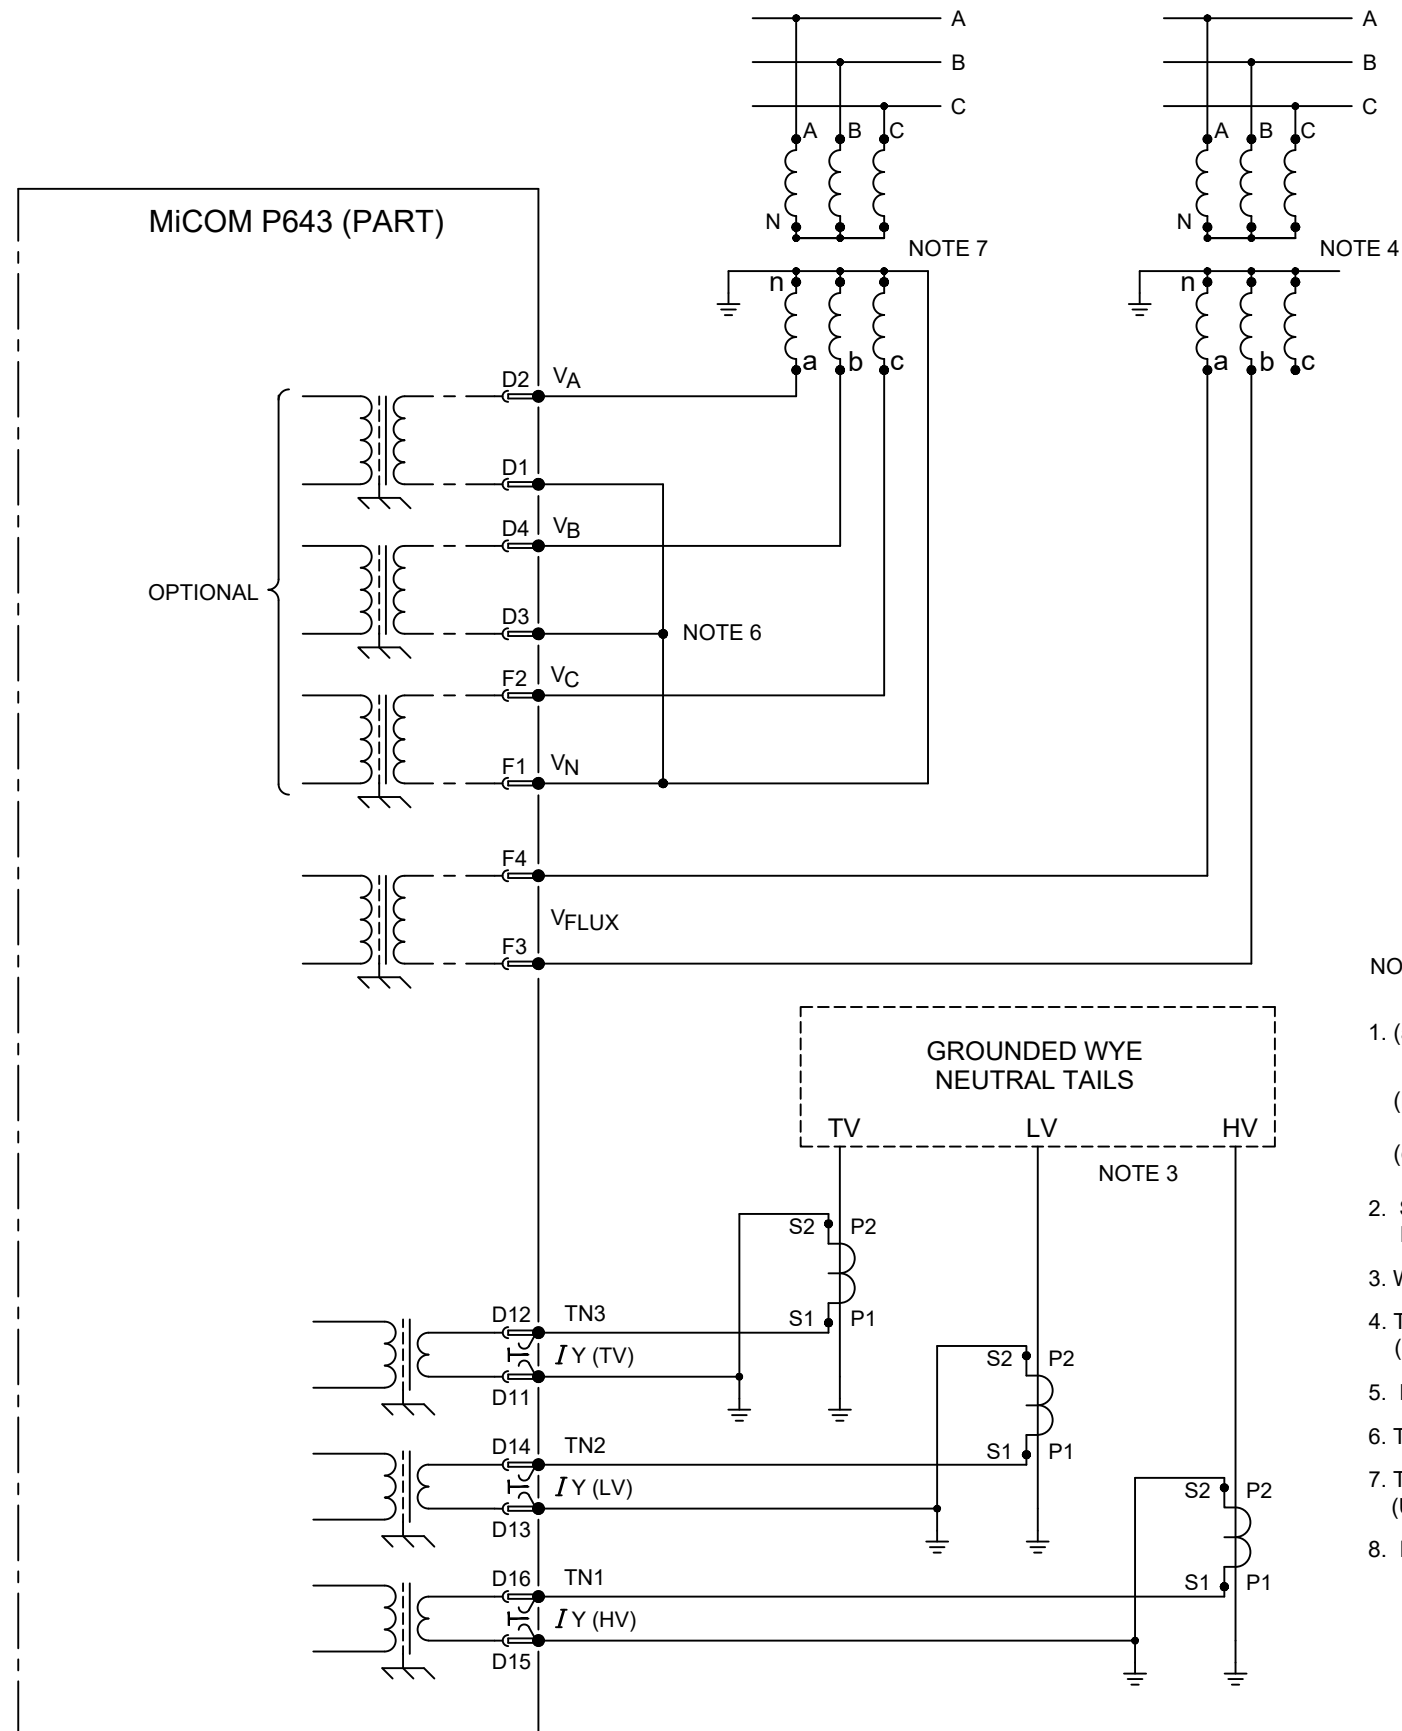 A
B
C
A
B
C
A B C
A B C
N
N
NOTE 7
NOTE 4
n
n
a b c
a b c
MiCOM P643 (PART)
D2 VA
D1
D4 VB
OPTIONAL
D3
NOTE 6
F2 VC
F1 VN
F4
VFLUX
F3
NO
GROUNDED WYE
NEUTRAL TAILS
TV LV HV
NOTE 3
1. (
(
(
2. S
3. W
4. T
(
5.
6. T
7. T
(U
8.
S2 P2
S1 P1
D12 TN3
I Y (TV)
D11
S2 P2
S1 P1
D14 TN2
I Y (LV)
D13
S2 P2
S1 P1
D16 TN1
I Y (HV)
D15